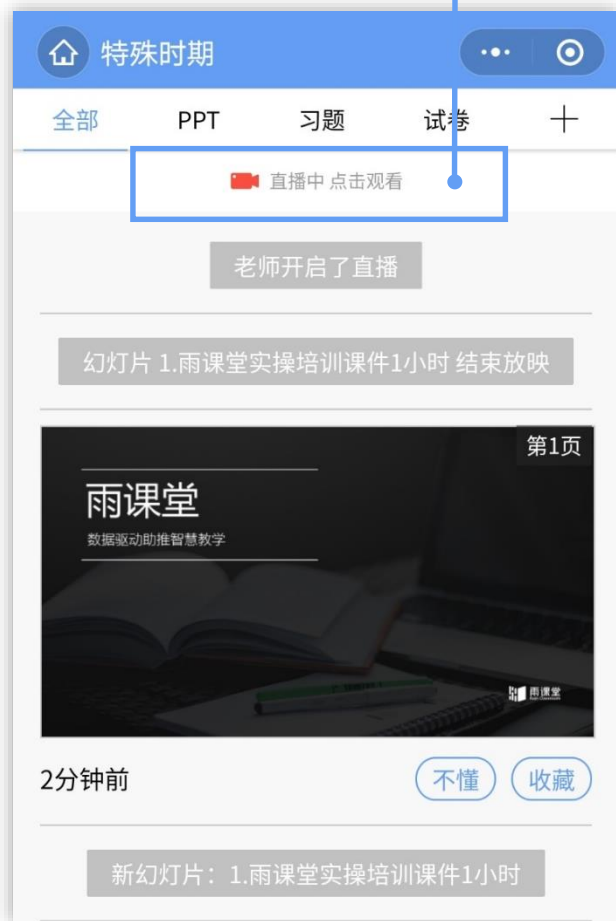 特殊时期
全部 PPT 习题 试卷
直播中 点击观看
老师开启了直播
幻灯片 1.雨课堂实操培训课件1小时 结束放映
第1页
雨课堂
数据驱动助推智慧教学
雨课堂
2分钟前 不懂 收藏
新幻灯片：1.雨课堂实操培训课件1小时